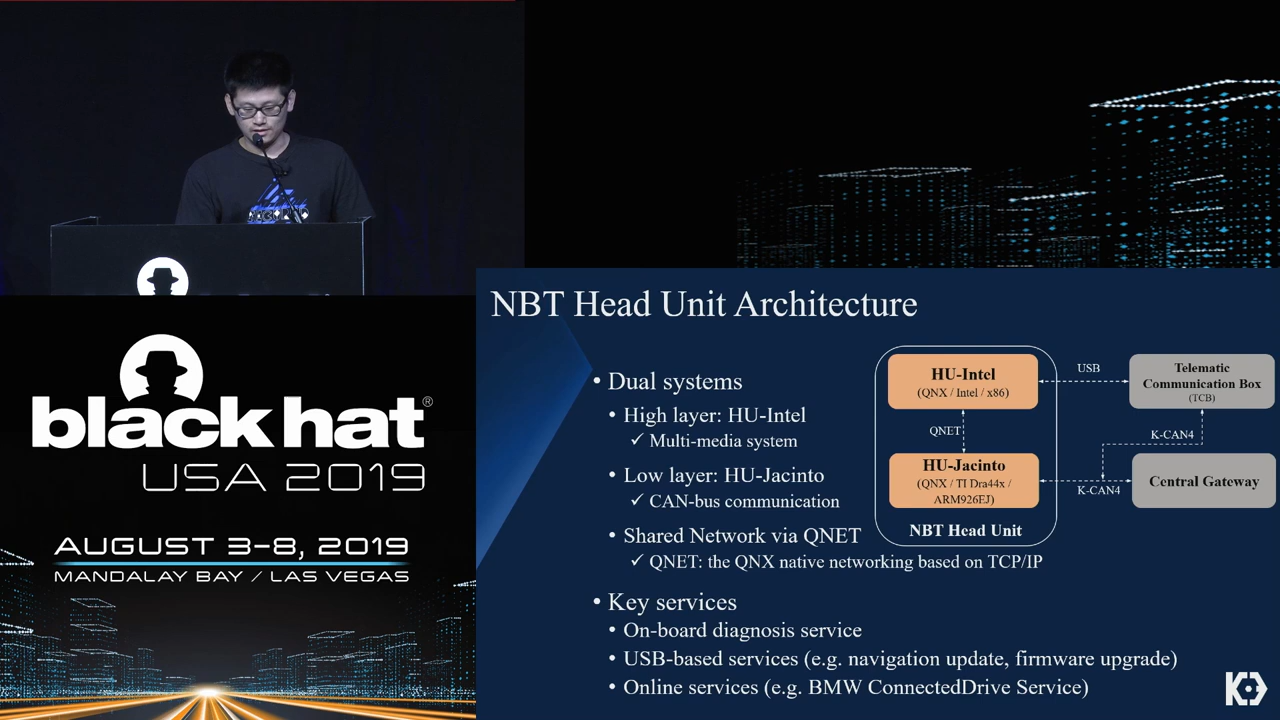 black hat®
USA 2019
AUGUST 3-8, 2019
MANDALAY BAY / LAS VEGAS
NBT Head Unit Architecture
• Dual systems
• High layer: HU-Intel
✓ Multi-media system
• Low layer: HU-Jacinto
✓ CAN-bus communication
• Shared Network via QNET
✓ QNET: the QNX native networking based on TCP/IP
• Key services
• On-board diagnosis service
• USB-based services (e.g. navigation update, firmware upgrade)
• Online services (e.g. BMW ConnectedDrive Service)
HU-Intel
(QNX / Intel / x86)
USB
Telematic
Communication Box
(TCB)
QNET
K-CAN4
HU-Jacinto
(QNX / TI Dra44x /
ARM926EJ)
K-CAN4
Central Gateway
NBT Head Unit